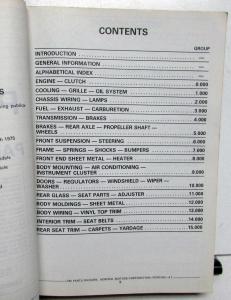 CONTENTS
GROUP
INTRODUCTION
GENERAL INFORMATION
ALPHABETICAL INDEX
ENGINE — CLUTCH 0.000
COOLING — GRILLE — OIL SYSTEM 1.000
CHASSIS WIRING — LAMPS 2.000
FUEL — EXHAUST — CARBURETION 3.000
TRANSMISSION — BRAKES 4.000
BRAKES — REAR AXLE — PROPELLER SHAFT —
WHEELS 5.000
FRONT SUSPENSION — STEERING 6.000
FRAME — SPRINGS — SHOCKS — BUMPERS 7.000
FRONT END SHEET METAL — HEATER 8.000
BODY MOUNTING — AIR CONDITIONING —
INSTRUMENT CLUSTER 9.000
DOORS — REGULATORS — WINDSHIELD — WIPER —
WASHER 10.000
REAR GLASS — SEAT PARTS — ADJUSTER 11.000
BODY MOLDINGS — SHEET METAL 12.000
BODY WIRING — VINYL TOP TRIM 13.000
INTERIOR TRIM — SEAT BELTS 14.000
REAR SEAT TRIM — CARPETS — YARDAGE 15.000
S
1975